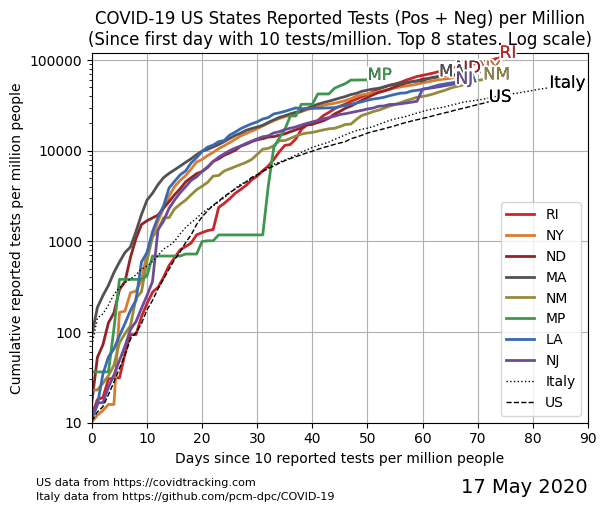 COVID-19 US States Reported Tests (Pos + Neg) per Million
(Since first day with 10 tests/million. Top 8 states. Log scale)
Cumulative reported tests per million people
100000
10000
1000
100
10
0
10
20
30
40
50
60
70
80
90
Days since 10 reported tests per million people
RI
NY
ND
MA
NM
MP
NJ
Italy
US
RI
NY
ND
MA
NM
MP
LA
NJ
Italy
US
US data from https://covidtracking.com
Italy data from https://github.com/pcm-dpc/COVID-19
17 May 2020